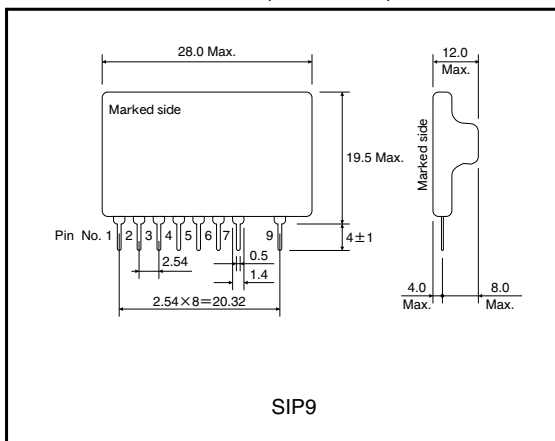 28.0 Max.
12.0
Max.
Marked side
Marked side
19.5 Max.
Pin No. 1 2 3 4 5 6 7 9
4±1
2.54
0.5
1.4
2.54×8=20.32
4.0
Max.
8.0
Max.
SIP9